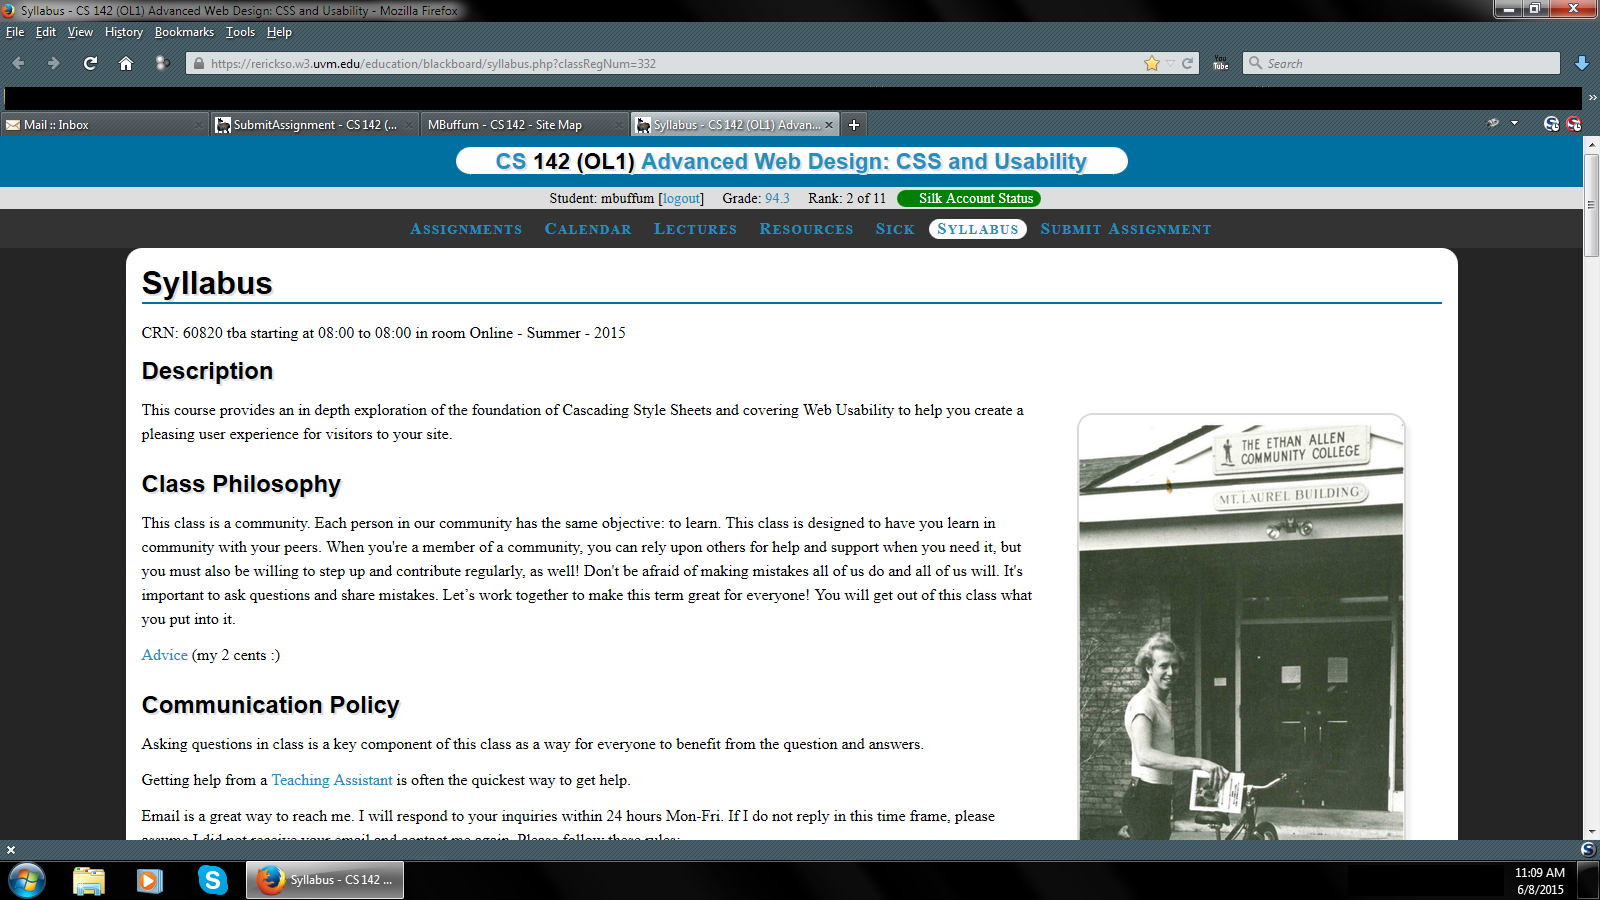 Syllabus - CS 142 (OL1) Advanced Web Design: CSS and Usability - Mozilla Firefox
File Edit View History Bookmarks Tools Help
https://rerickso.w3.uvm.edu/education/blackboard/syllabus.php?classRegNum=332
You Tube
Search
Mail :: Inbox
SubmitAssignment - CS 142 (...
MBuffum - CS 142 - Site Map
Syllabus - CS 142 (OL1) Advan...
CS 142 (OL1) Advanced Web Design: CSS and Usability
Student: mbuffum [logout] Grade: 94.3 Rank: 2 of 11 Silk Account Status
Assignments Calendar Lectures Resources Sick Syllabus Submit Assignment
Syllabus
CRN: 60820 tba starting at 08:00 to 08:00 in room Online - Summer - 2015
Description
This course provides an in depth exploration of the foundation of Cascading Style Sheets and covering Web Usability to help you create a
pleasing user experience for visitors to your site.
THE ETHAN ALLEN
COMMUNITY COLLEGE
MT. LAUREL BUILDING
Class Philosophy
This class is a community. Each person in our community has the same objective: to learn. This class is designed to have you learn in
community with your peers. When you're a member of a community, you can rely upon others for help and support when you need it, but
you must also be willing to step up and contribute regularly, as well! Don't be afraid of making mistakes all of us do and all of us will. It's
important to ask questions and share mistakes. Let’s work together to make this term great for everyone! You will get out of this class what
you put into it.
Advice (my 2 cents :)
Communication Policy
Asking questions in class is a key component of this class as a way for everyone to benefit from the question and answers.
Getting help from a Teaching Assistant is often the quickest way to get help.
Email is a great way to reach me. I will respond to your inquiries within 24 hours Mon-Fri. If I do not reply in this time frame, please
assume I did not receive your email and contact me again. Please follow these rules:
Syllabus - CS 142 ...
11:09 AM
6/8/2015